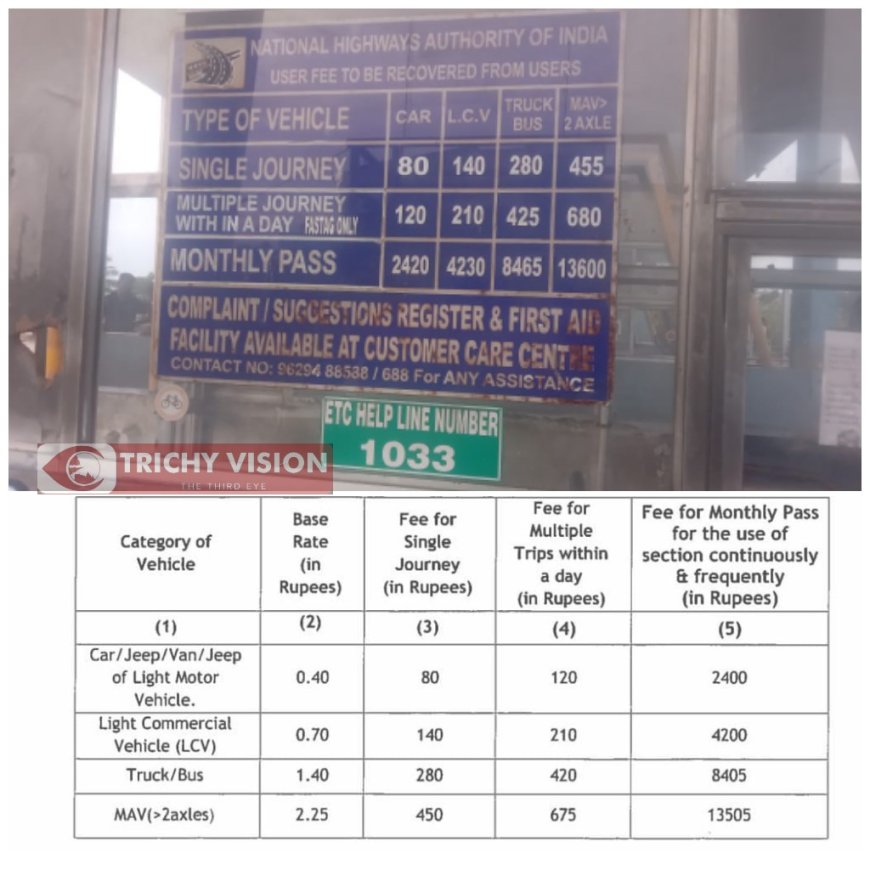 NATIONAL HIGHWAYS AUTHORITY OF INDIA
USER FEE TO BE RECOVERED FROM USERS
TYPE OF VEHICLE CAR L.C.V TRUCK BUS MAV> 2 AXLE
SINGLE JOURNEY 80 140 280 455
MULTIPLE JOURNEY
WITH IN A DAY FASTAG ONLY 120 210 425 680
MONTHLY PASS 2420 4230 8465 13600
COMPLAINT / SUGGESTIONS REGISTER & FIRST AID
FACILITY AVAILABLE AT CUSTOMER CARE CENTRE
CONTACT NO: 96294 88588 / 688 For ANY ASSISTANCE
ETC HELP LINE NUMBER
1033
TRICHY VISION
THE THIRD EYE
Category of Vehicle Base Rate (in Rupees) Fee for Single Journey (in Rupees) Fee for Multiple Trips within a day (in Rupees) Fee for Monthly Pass for the use of section continuously & frequently (in Rupees)
(1) (2) (3) (4) (5)
Car/Jeep/Van/Jeep of Light Motor Vehicle. 0.40 80 120 2400
Light Commercial Vehicle (LCV) 0.70 140 210 4200
Truck/Bus 1.40 280 420 8405
MAV(>2axles) 2.25 450 675 13505